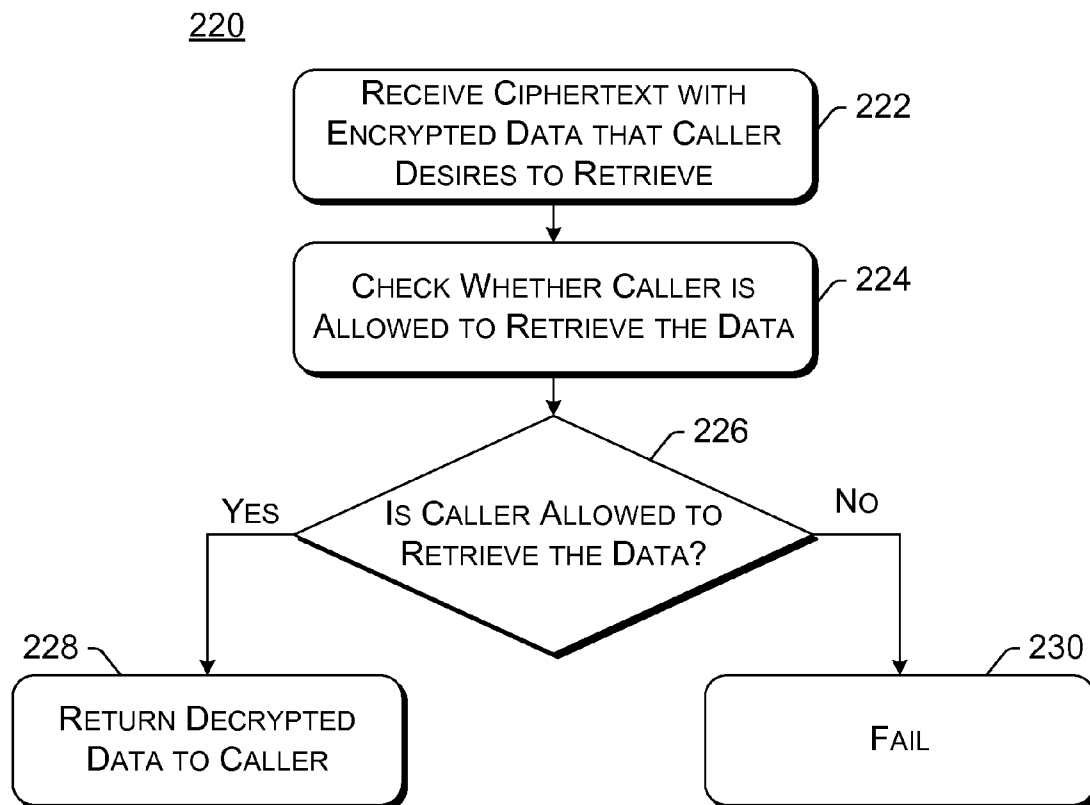 220
RECEIVE CIPHERTEXT WITH
ENCRYPTED DATA THAT CALLER
DESIRES TO RETRIEVE
222
CHECK WHETHER CALLER IS
ALLOWED TO RETRIEVE THE DATA
224
226
IS CALLER ALLOWED TO
RETRIEVE THE DATA?
YES
NO
228
RETURN DECRYPTED
DATA TO CALLER
230
FAIL